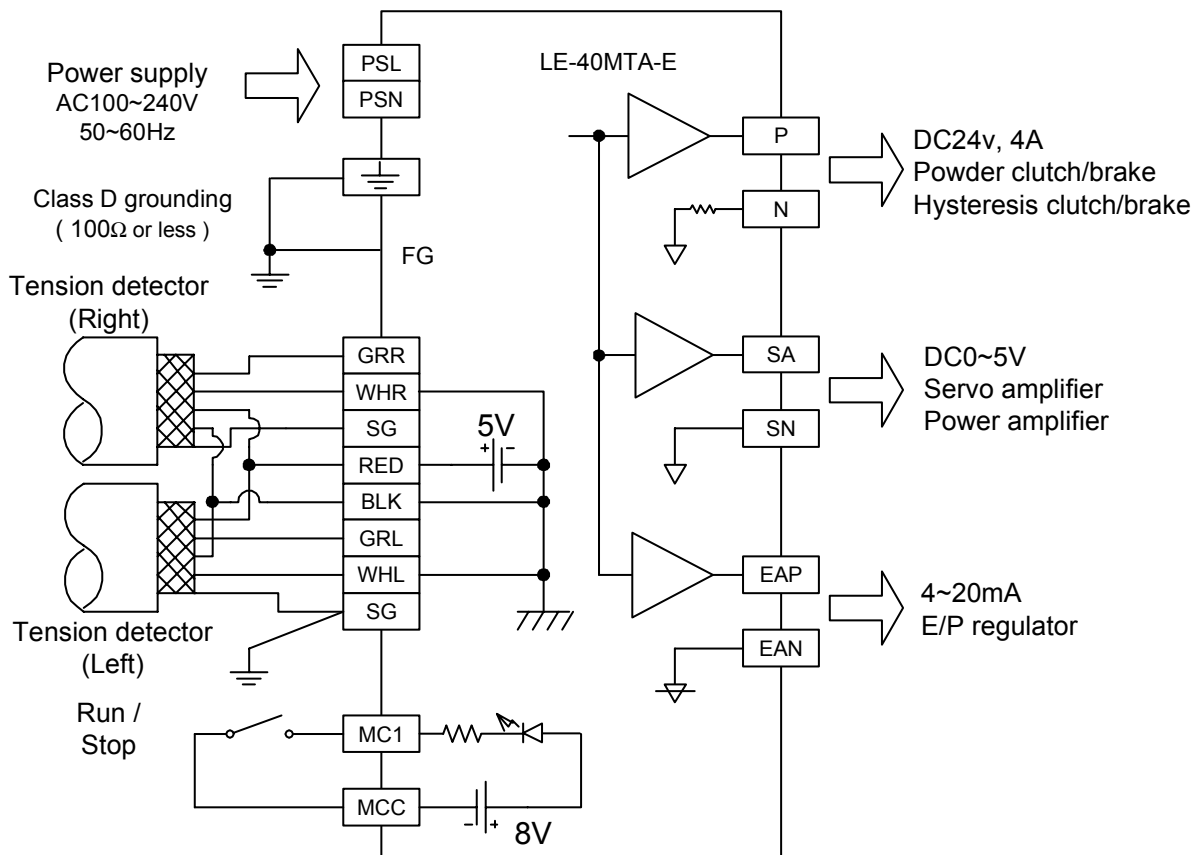 Power supply
AC100~240V
50~60Hz
PSL
PSN
LE-40MTA-E
P
N
DC24v, 4A
Powder clutch/brake
Hysteresis clutch/brake
Class D grounding
( 100Ω or less )
FG
Tension detector
(Right)
GRR
WHR
SG
RED
BLK
GRL
WHL
SG
5V
+ -
SA
SN
DC0~5V
Servo amplifier
Power amplifier
EAP
EAN
4~20mA
E/P regulator
Tension detector
(Left)
Run /
Stop
MC1
MCC
- +
8V